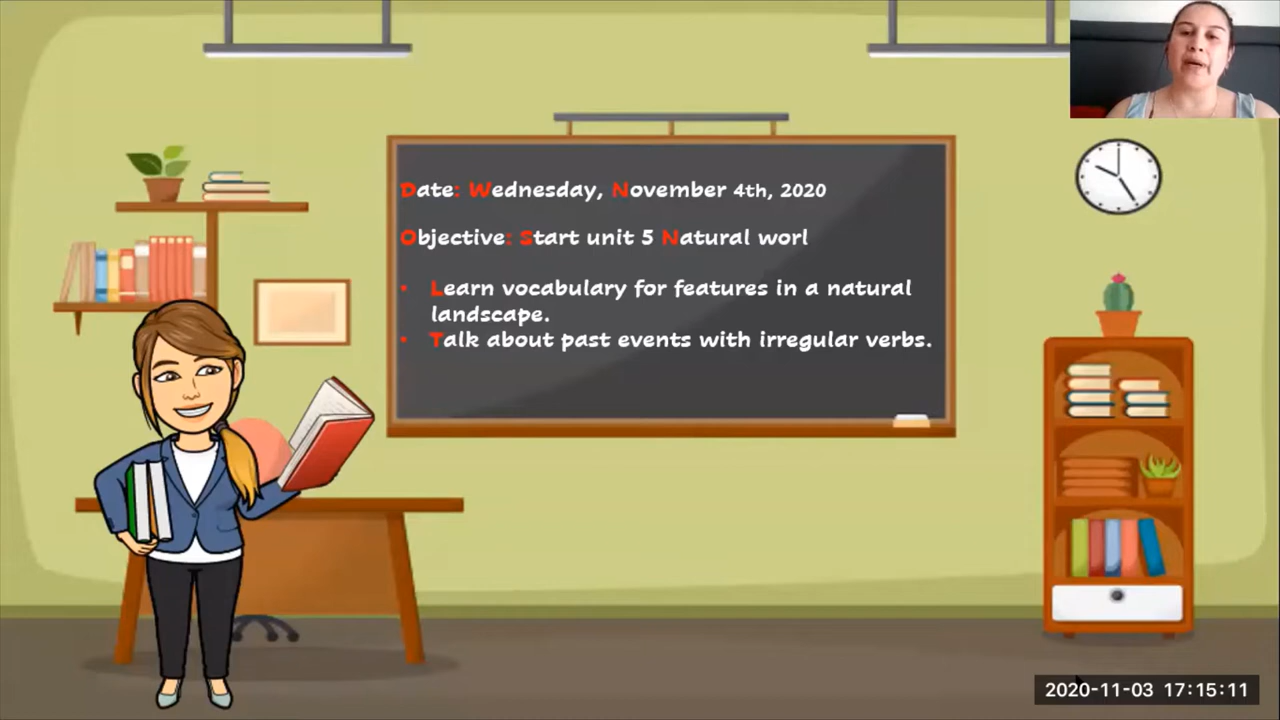 Date: Wednesday, November 4th, 2020
Objective: Start unit 5 Natural worl
• Learn vocabulary for features in a natural
landscape.
• Talk about past events with irregular verbs.
2020-11-03 17:15:11